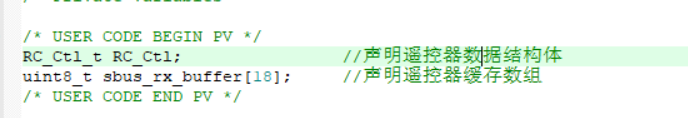 /* USER CODE BEGIN PV */
RC_Ctl_t RC_Ctl; //声明遥控器数据结构体
uint8_t sbus_rx_buffer[18]; //声明遥控器缓存数组
/* USER CODE END PV */